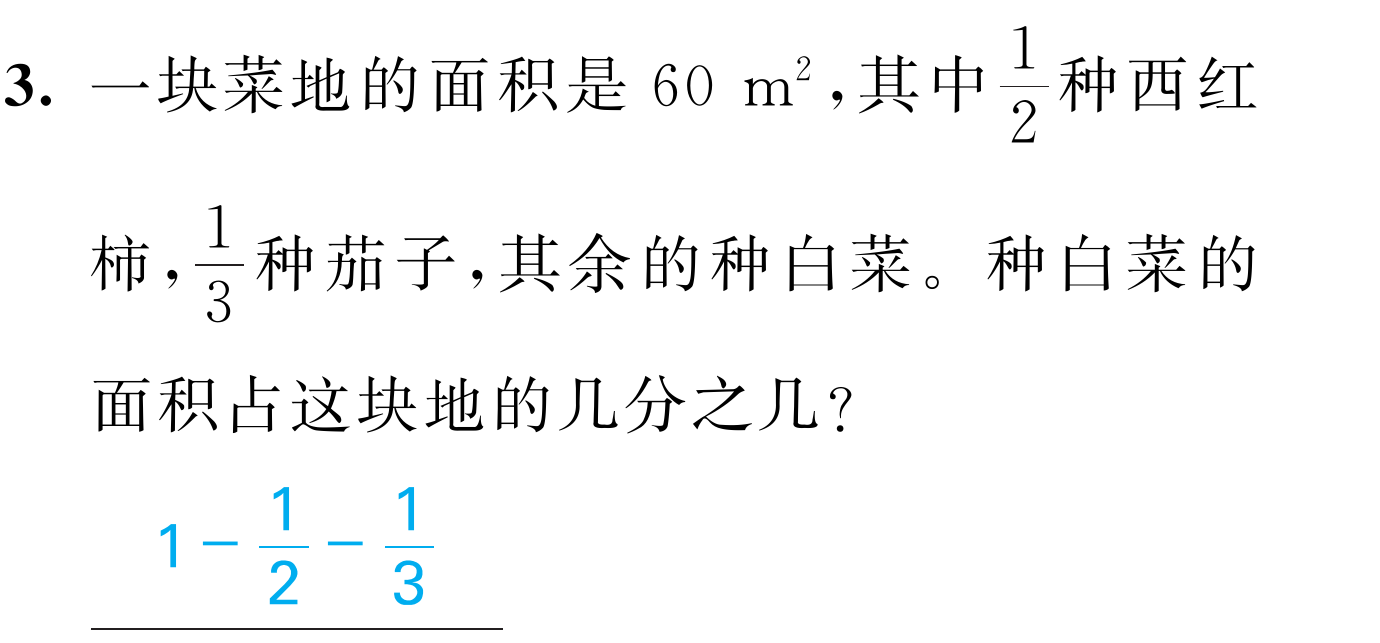 3. 一块菜地的面积是 60 m²,其中1/2种西红
柿,1/3种茄子,其余的种白菜。种白菜的
面积占这块地的几分之几?
1－1/2－1/3